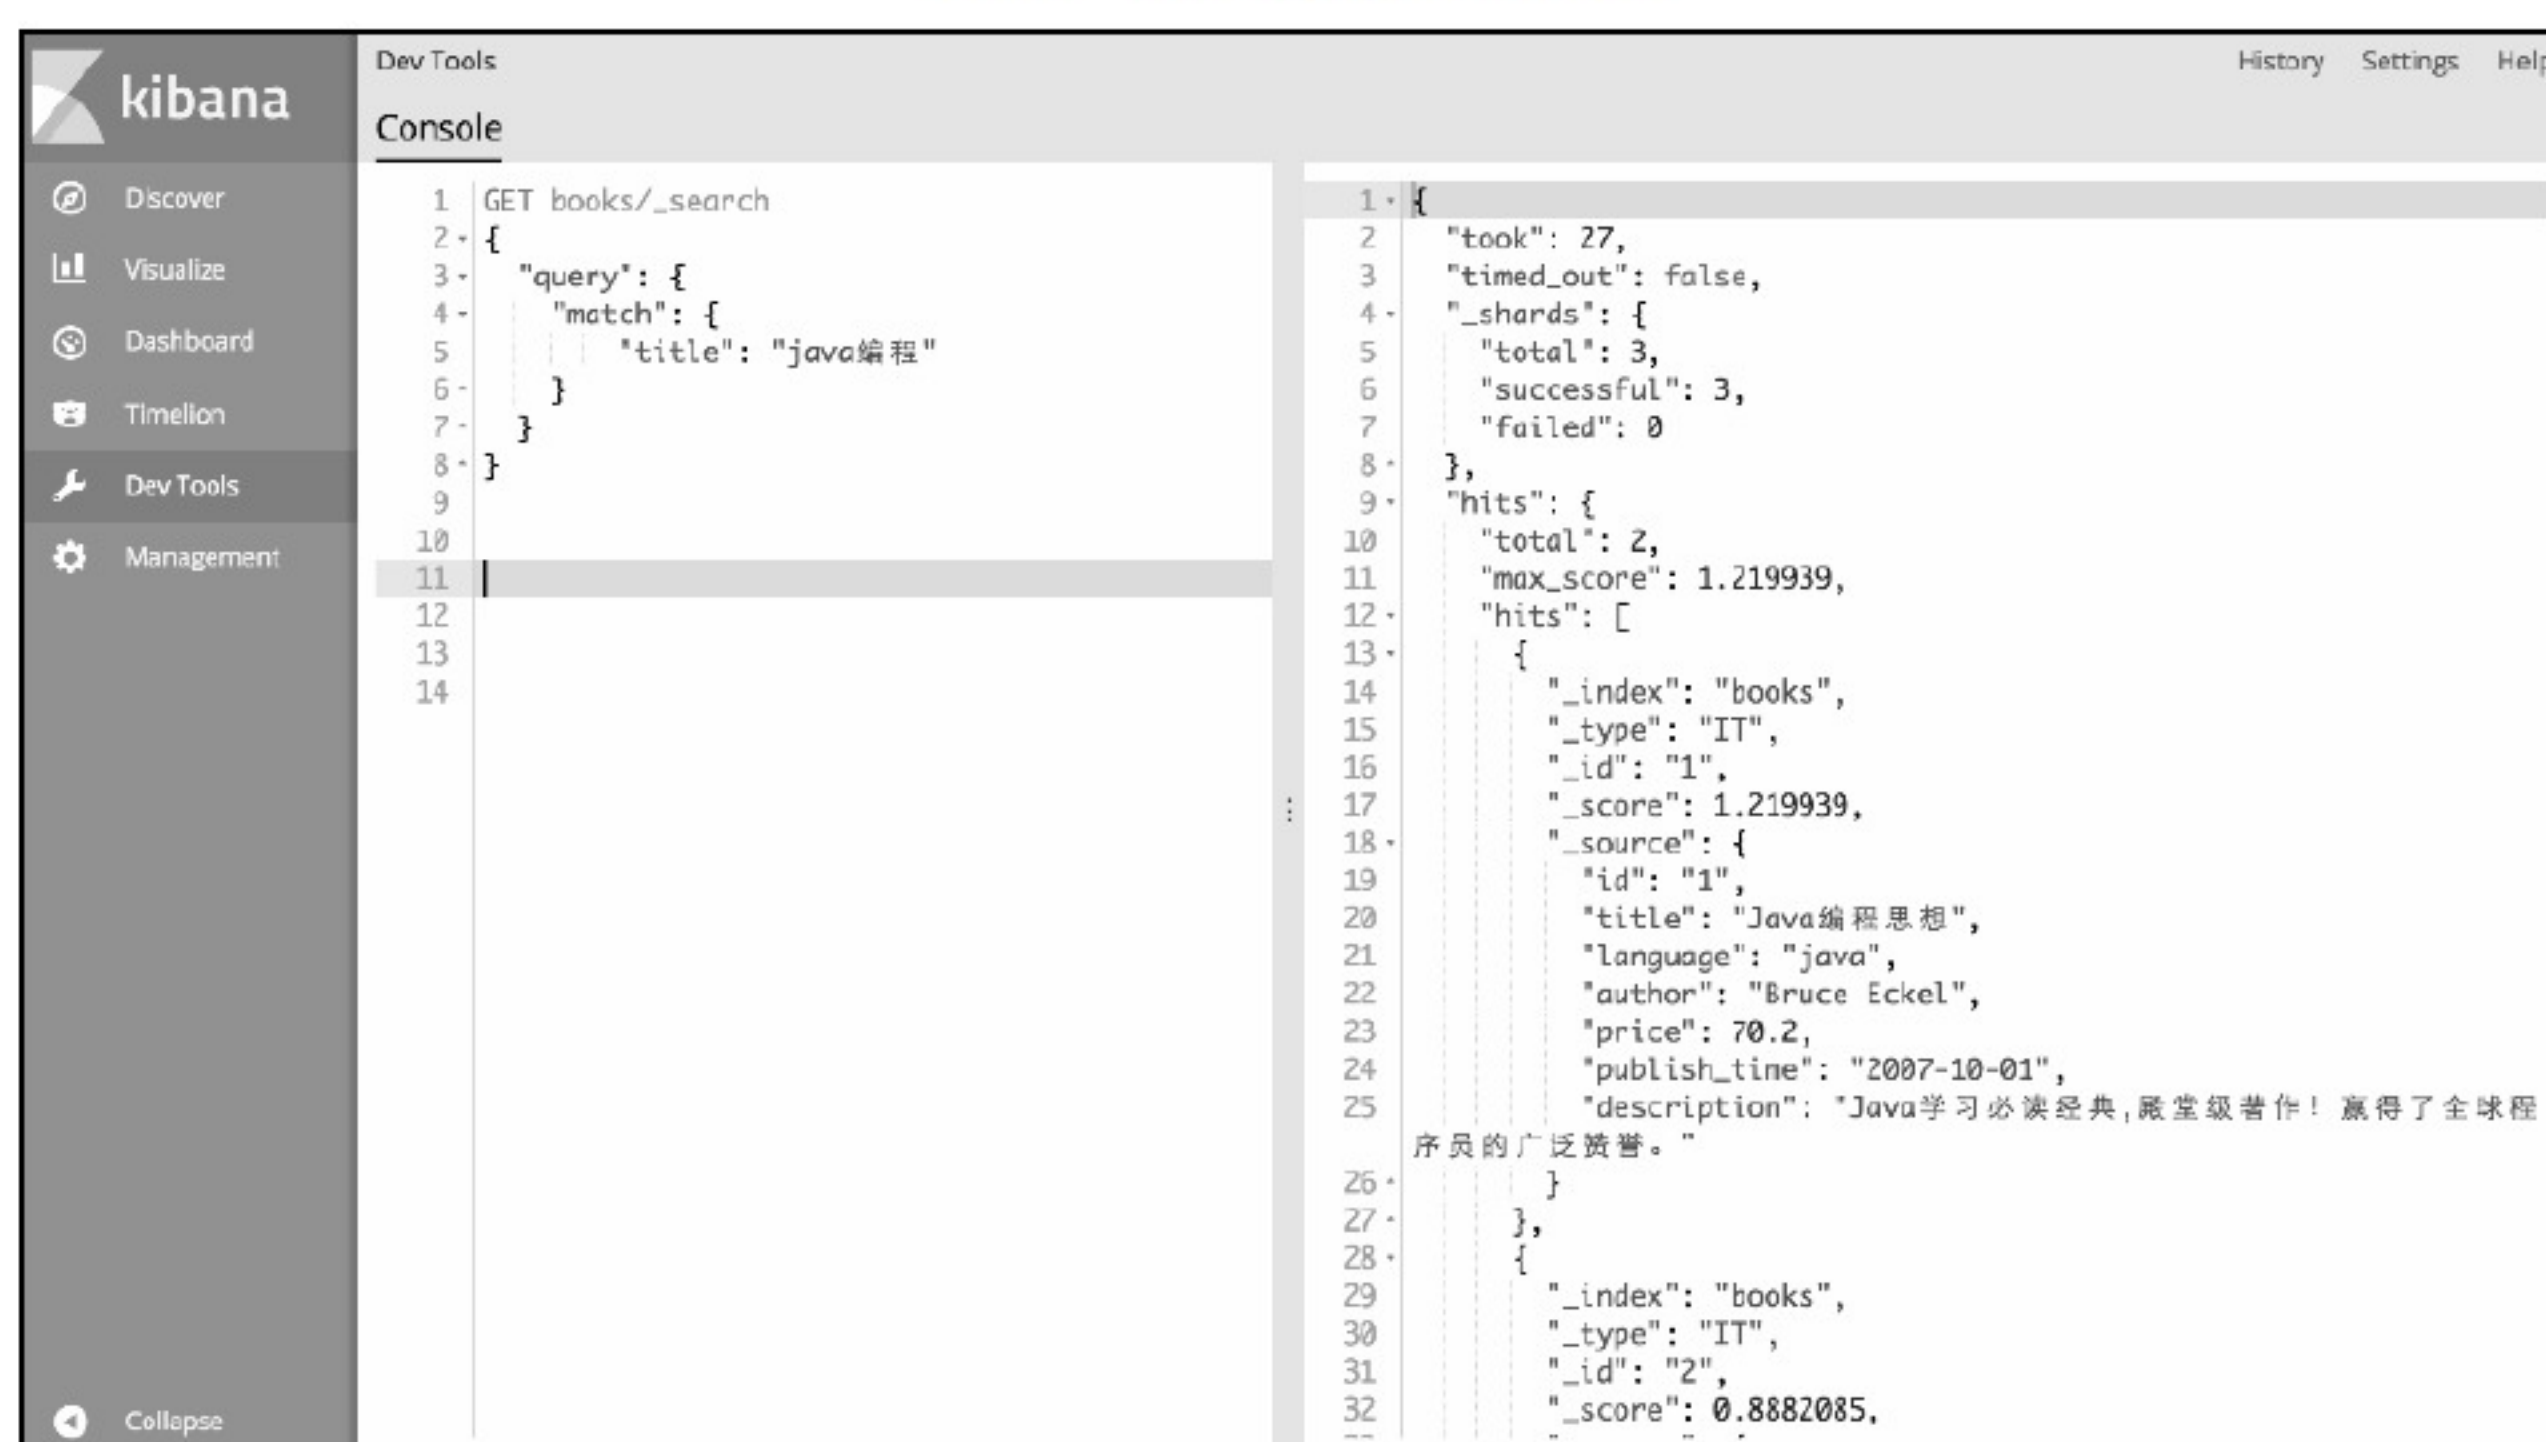 kibana
Discover
Visualize
Dashboard
Timelion
Dev Tools
Management
Collapse
Dev Tools
History Settings Help
Console
1 GET books/_search
2 {
3 "query": {
4 "match": {
5 "title": "java编程"
6 }
7 }
8 }
9
10
11
12
13
14
1 {
2 "took": 27,
3 "timed_out": false,
4 "_shards": {
5 "total": 3,
6 "successful": 3,
7 "failed": 0
8 },
9 "hits": {
10 "total": 2,
11 "max_score": 1.219939,
12 "hits": [
13 {
14 "_index": "books",
15 "_type": "IT",
16 "_id": "1",
17 "_score": 1.219939,
18 "_source": {
19 "id": "1",
20 "title": "Java编程思想",
21 "language": "java",
22 "author": "Bruce Eckel",
23 "price": 70.2,
24 "publish_time": "2007-10-01",
25 "description": "Java学习必读经典,殿堂级著作！赢得了全球程
序员的广泛赞誉。"
26 }
27 },
28 {
29 "_index": "books",
30 "_type": "IT",
31 "_id": "2",
32 "_score": 0.8882085,